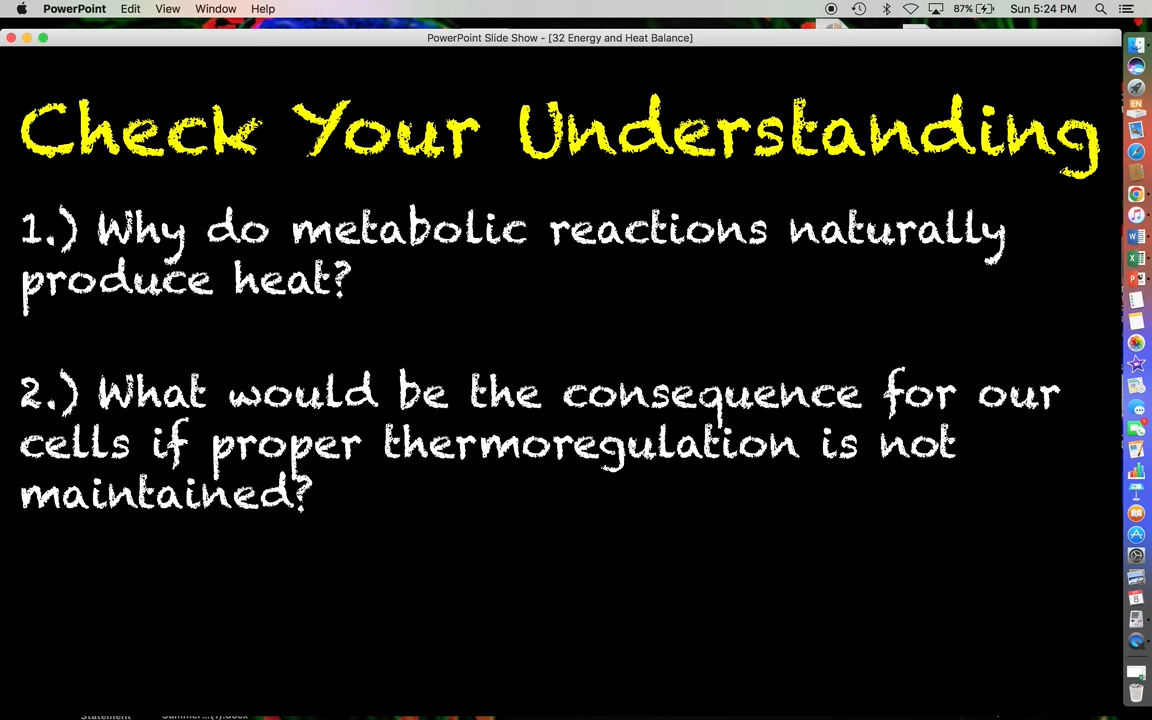 PowerPoint Edit View Window Help 87% Sun 5:24 PM
PowerPoint Slide Show - [32 Energy and Heat Balance]
Check Your Understanding
1.) Why do metabolic reactions naturally
produce heat?
2.) What would be the consequence for our
cells if proper thermoregulation is not
maintained?